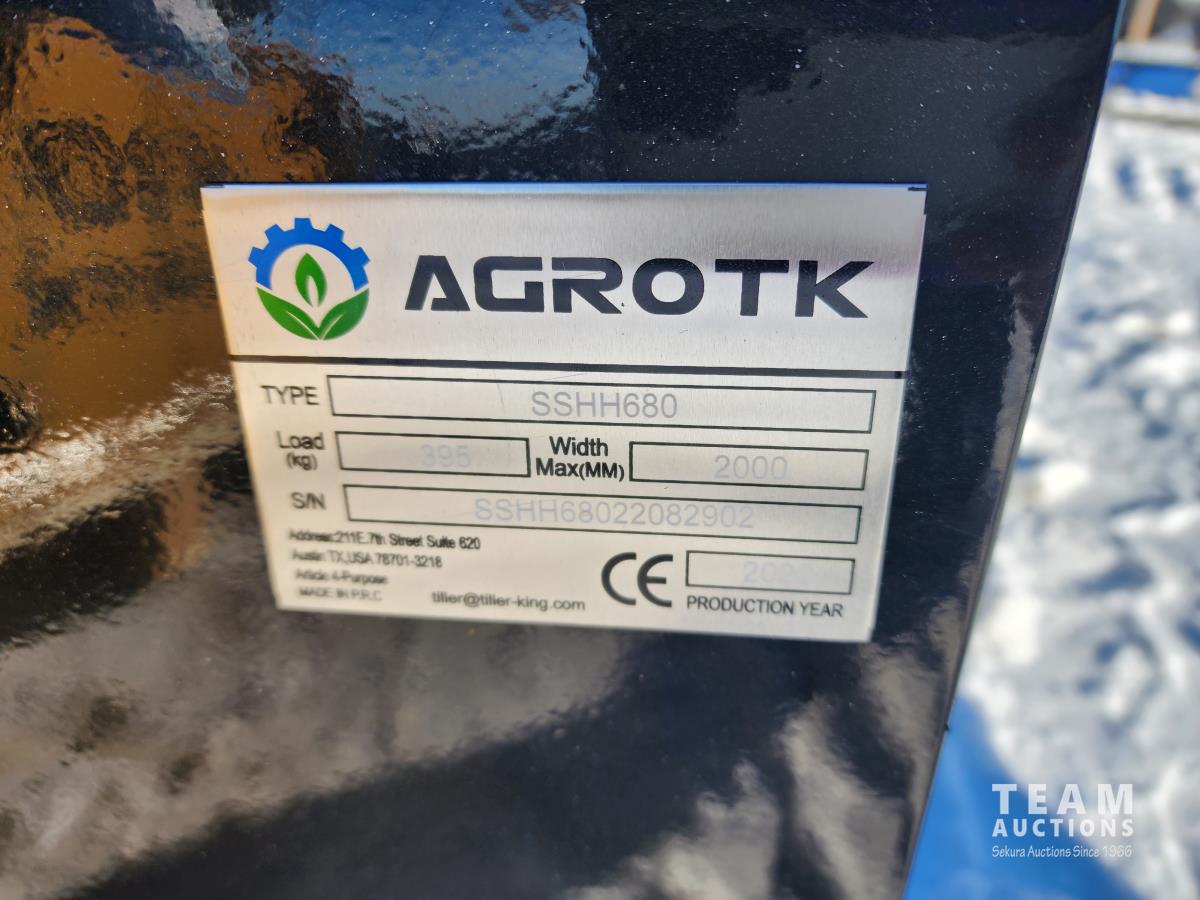 AGROTK
TYPE SSHH680
Load (kg) 395 Width Max(MM) 2000
S/N SSHH68022082902
Address:211E.7th Street Suite 620
Austin TX,USA 78701-3218
Article 4-Purpose
MADE IN P.R.C
tiller@tiller-king.com
CE
PRODUCTION YEAR
TEAM
AUCTIONS
Sekura Auctions Since 1966